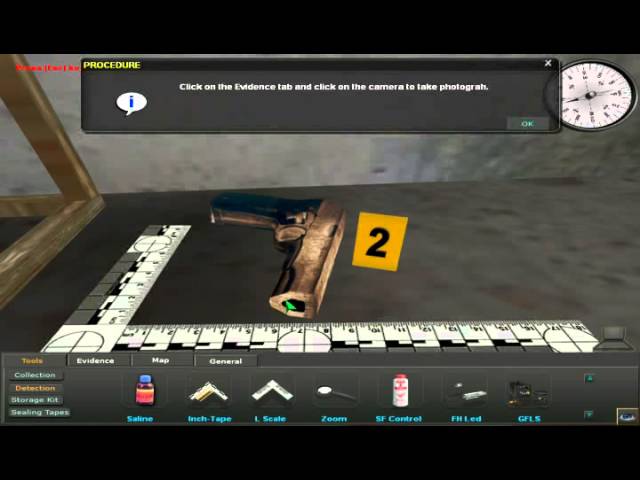 PROCEDURE
Click on the Evidence tab and click on the camera to take photograh.
OK
2
Tools Evidence Map General
Collection
Detection
Storage Kit
Sealing Tapes
Saline Inch-Tape L Scale Zoom SF Control FH Led GFLS